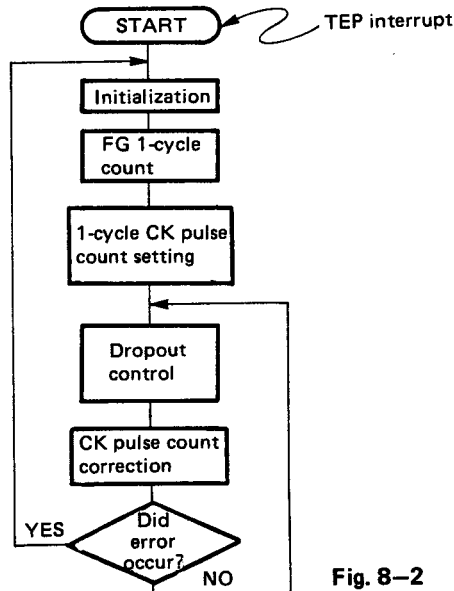 START
TEP interrupt
Initialization
FG 1-cycle
count
1-cycle CK pulse
count setting
Dropout
control
CK pulse count
correction
Did
error
occur?
YES
NO
Fig. 8–2